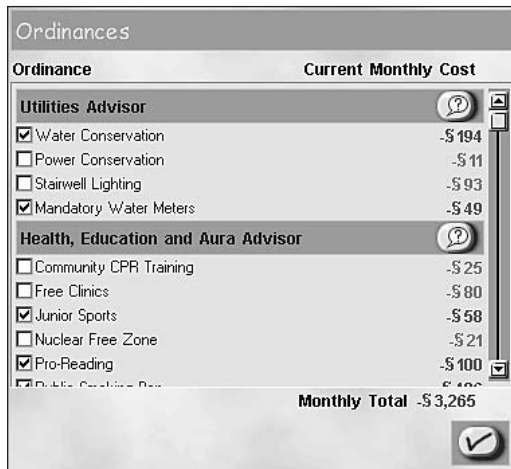 Ordinances
Ordinance Current Monthly Cost
Utilities Advisor
Water Conservation -§194
Power Conservation -§11
Stairwell Lighting -§93
Mandatory Water Meters -§49
Health, Education and Aura Advisor
Community CPR Training -§25
Free Clinics -§80
Junior Sports -§58
Nuclear Free Zone -§21
Pro-Reading -§100
Monthly Total -§3,265